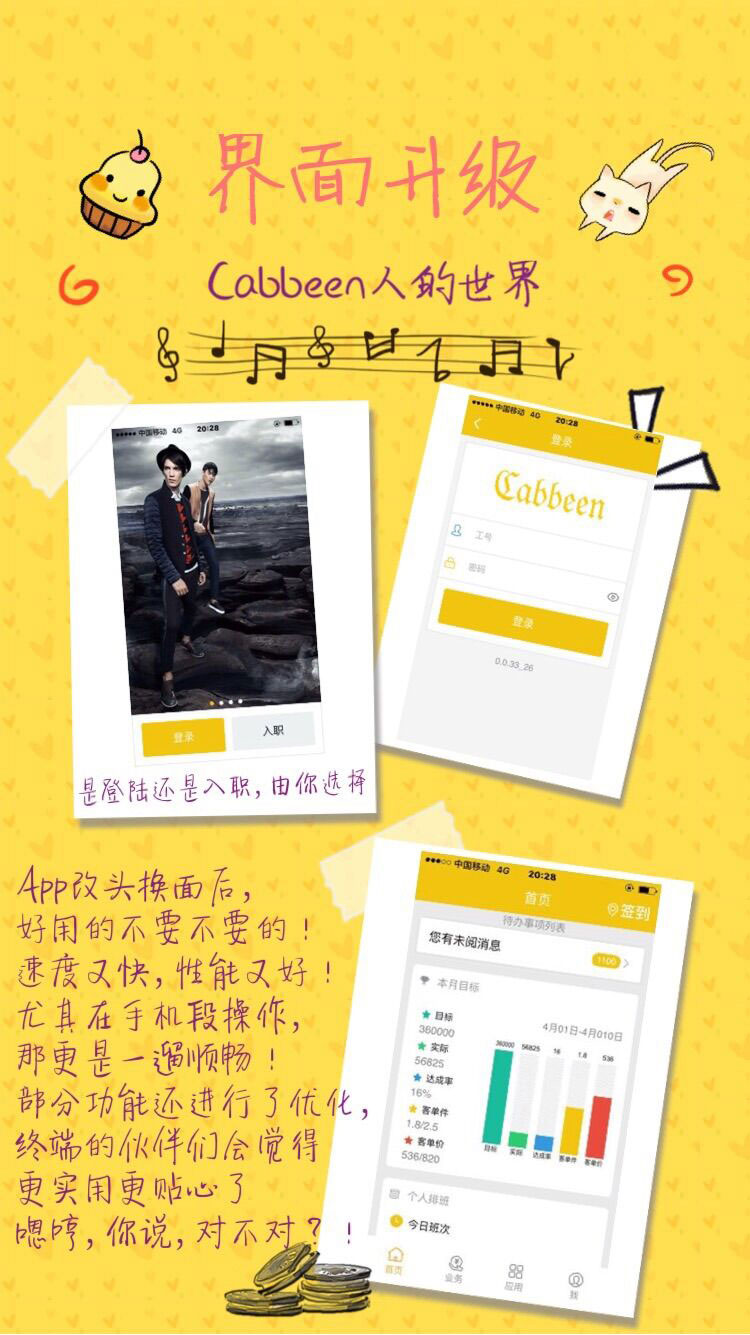 界面升级
Cabbeen人的世界
中国移动 4G 20:28
登录
入职
是登陆还是入职,由你选择
中国移动 4G 20:28
登录
Cabbeen
工号
密码
登录
0.0.33_26
App改头换面后,
好用的不要不要的!
速度又快,性能又好!
尤其在手机段操作,
那更是一遛顺畅!
部分功能还进行了优化,
终端的伙伴们会觉得
更实用更贴心了
嗯哼,你说,对不对?!
中国移动 4G 20:28
首页
签到
待办事项列表
您有未阅消息 1100
本月目标
4月01日-4月010日
目标
360000
实际
56825
达成率
16%
客单件
1.8/2.5
客单价
536/820
360000 56825 16 1.8 536
目标 实际 达成率 客单件 客单价
个人排班
今日班次
首页 业务 应用 我